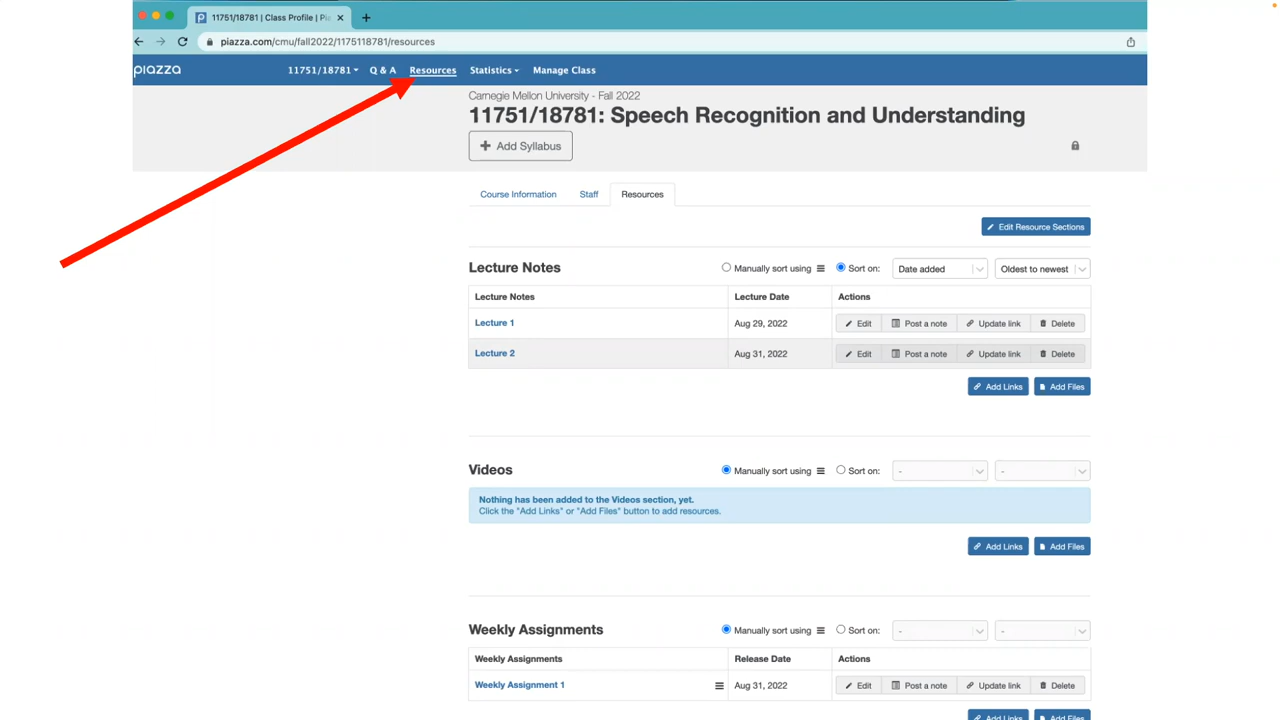 11751/18781 | Class Profile | Pi
piazza.com/cmu/fall2022/1175118781/resources
piazza 11751/18781 Q & A Resources Statistics Manage Class
Carnegie Mellon University - Fall 2022
11751/18781: Speech Recognition and Understanding
Add Syllabus
Course Information Staff Resources
Edit Resource Sections
Lecture Notes Manually sort using Sort on: Date added Oldest to newest
Lecture Notes Lecture Date Actions
Lecture 1 Aug 29, 2022 Edit Post a note Update link Delete
Lecture 2 Aug 31, 2022 Edit Post a note Update link Delete
Add Links Add Files
Videos Manually sort using Sort on: - -
Nothing has been added to the Videos section, yet.
Click the "Add Links" or "Add Files" button to add resources.
Add Links Add Files
Weekly Assignments Manually sort using Sort on: - -
Weekly Assignments Release Date Actions
Weekly Assignment 1 Aug 31, 2022 Edit Post a note Update link Delete
Add Links Add Files